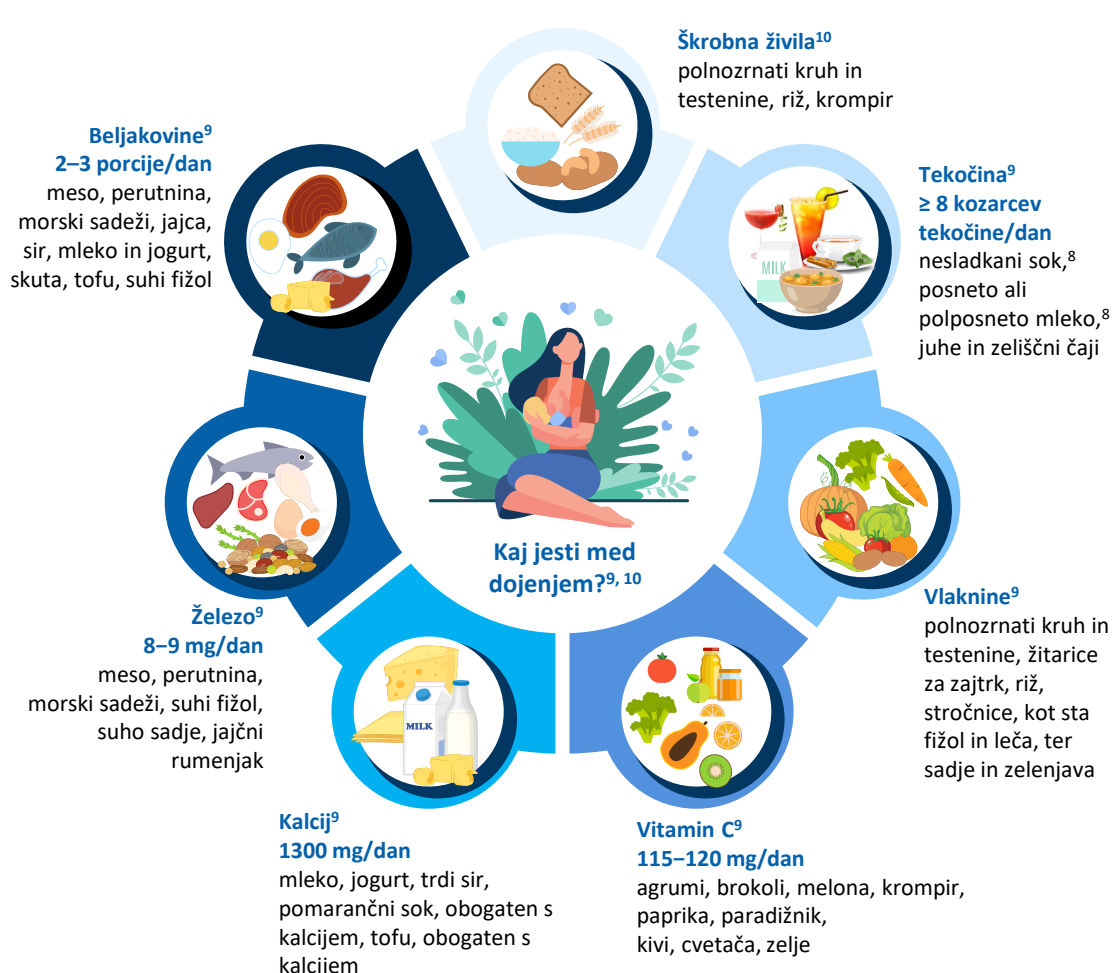 Škrobna živila¹⁰
polnozrnati kruh in
testenine, riž, krompir
Tekočina⁹
≥ 8 kozarcev
tekočine/dan
nesladkani sok,⁸
posneto ali
polposneto mleko,⁸
juhe in zeliščni čaji
MILK
Vlaknine⁹
polnozrnati kruh in
testenine, žitarice
za zajtrk, riž,
stročnice, kot sta
fižol in leča, ter
sadje in zelenjava
Vitamin C⁹
115–120 mg/dan
agrumi, brokoli, melona, krompir,
paprika, paradižnik,
kivi, cvetača, zelje
Kalcij⁹
1300 mg/dan
mleko, jogurt, trdi sir,
pomarančni sok, obogaten s
kalcijem, tofu, obogaten s
kalcijem
MILK
Železo⁹
8–9 mg/dan
meso, perutnina,
morski sadeži, suhi fižol,
suho sadje, jajčni
rumenjak
Beljakovine⁹
2–3 porcije/dan
meso, perutnina,
morski sadeži, jajca,
sir, mleko in jogurt,
skuta, tofu, suhi fižol
Kaj jesti med
dojenjem?⁹, ¹⁰